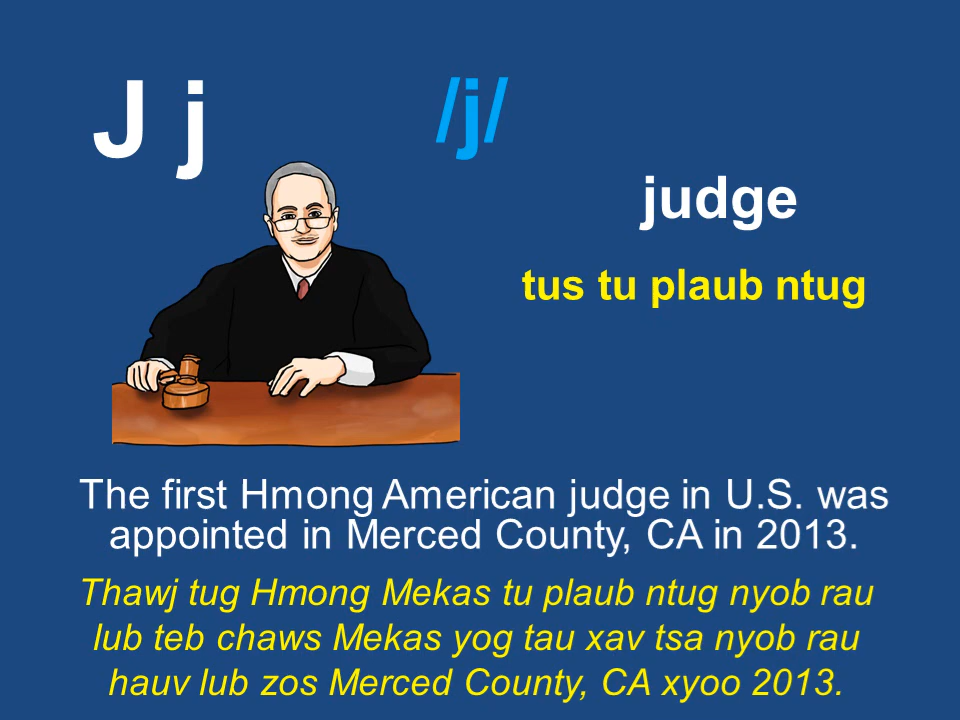 J j
/j/
judge
tus tu plaub ntug
The first Hmong American judge in U.S. was
appointed in Merced County, CA in 2013.
Thawj tug Hmong Mekas tu plaub ntug nyob rau
lub teb chaws Mekas yog tau xav tsa nyob rau
hauv lub zos Merced County, CA xyoo 2013.